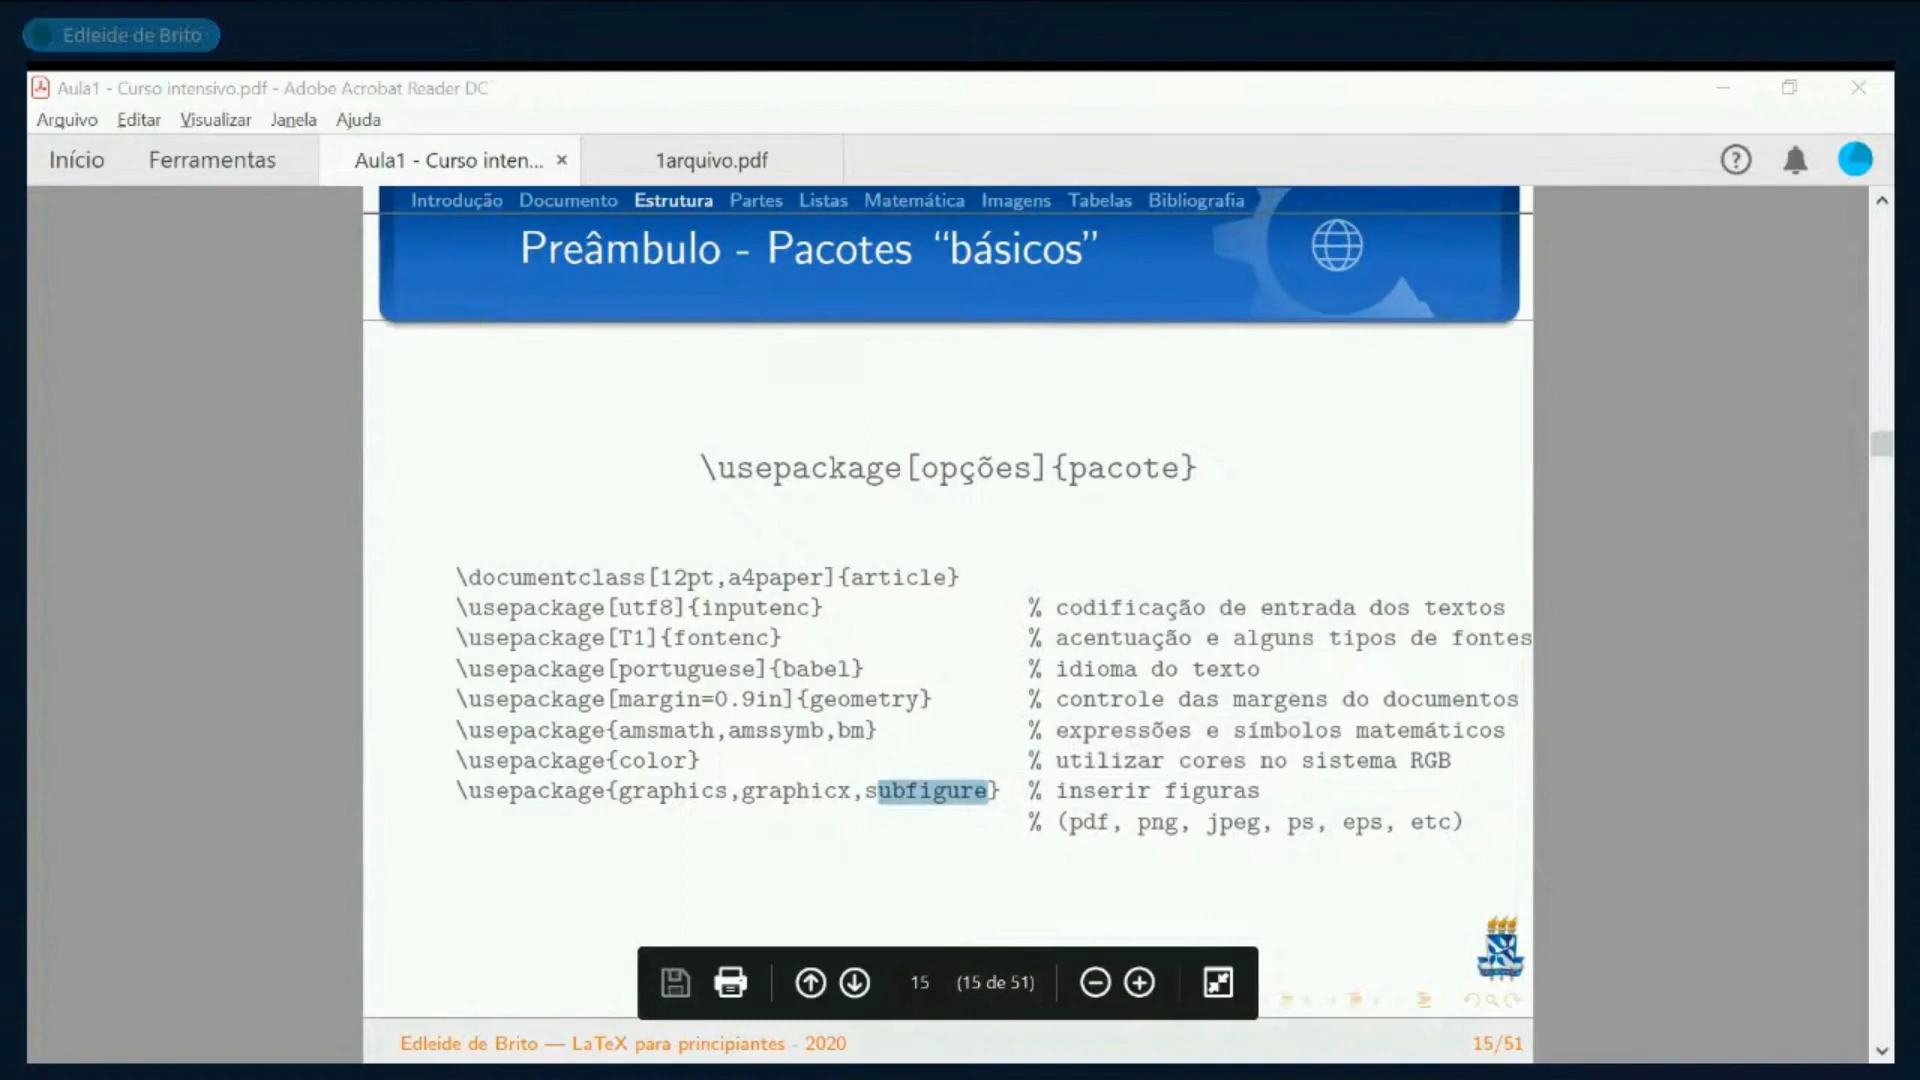 Edleide de Brito
Aula1 - Curso intensivo.pdf - Adobe Acrobat Reader DC
Arquivo Editar Visualizar Janela Ajuda
Início Ferramentas Aula1 - Curso inten... × 1arquivo.pdf
Introdução Documento Estrutura Partes Listas Matemática Imagens Tabelas Bibliografia
Preâmbulo - Pacotes “básicos”
\usepackage[opções]{pacote}
\documentclass[12pt,a4paper]{article}
\usepackage[utf8]{inputenc} % codificação de entrada dos textos
\usepackage[T1]{fontenc} % acentuação e alguns tipos de fontes
\usepackage[portuguese]{babel} % idioma do texto
\usepackage[margin=0.9in]{geometry} % controle das margens do documentos
\usepackage{amsmath,amssymb,bm} % expressões e símbolos matemáticos
\usepackage{color} % utilizar cores no sistema RGB
\usepackage{graphics,graphicx,subfigure} % inserir figuras
% (pdf, png, jpeg, ps, eps, etc)
15 (15 de 51)
Edleide de Brito — LaTeX para principiantes - 2020 15/51